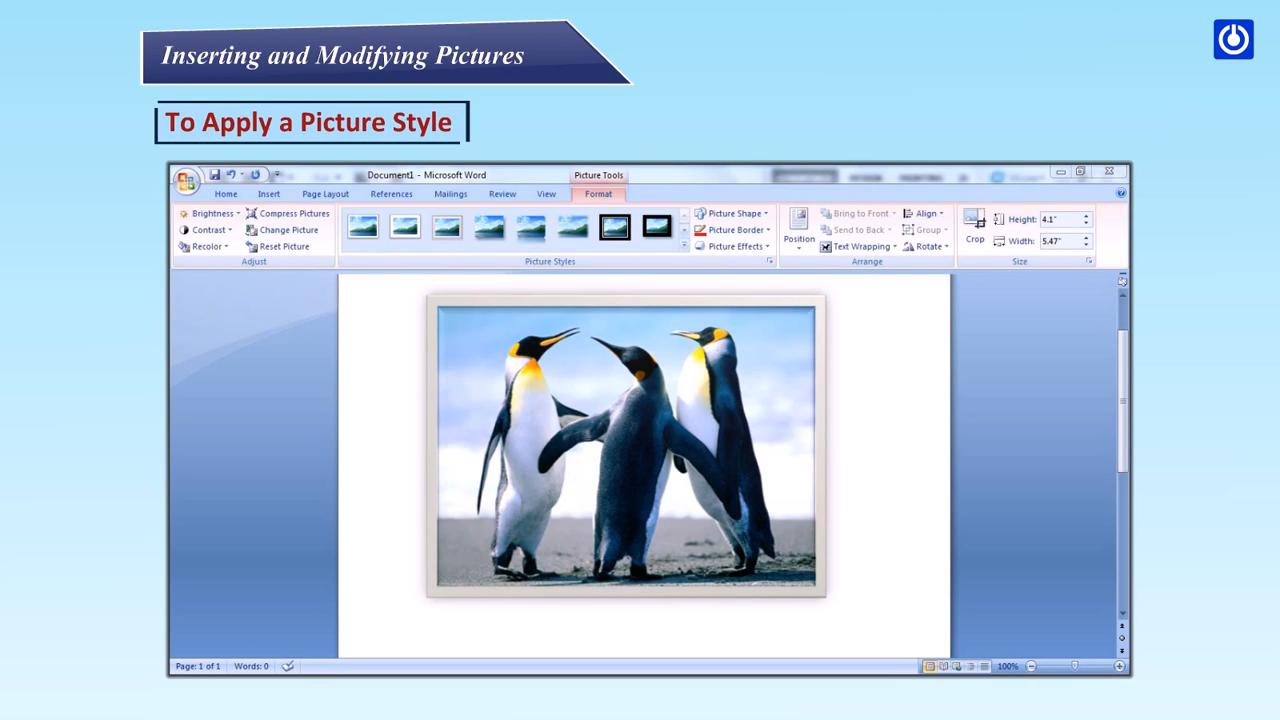 Inserting and Modifying Pictures
To Apply a Picture Style
Document1 - Microsoft Word
Picture Tools
Home Insert Page Layout References Mailings Review View Format
Brightness Compress Pictures Picture Shape Bring to Front Align Height: 4.1"
Contrast Change Picture Picture Border Position Send to Back Group Crop Width: 5.47"
Recolor Reset Picture Picture Effects Text Wrapping Rotate
Adjust Picture Styles Arrange Size
Page: 1 of 1 Words: 0 100%